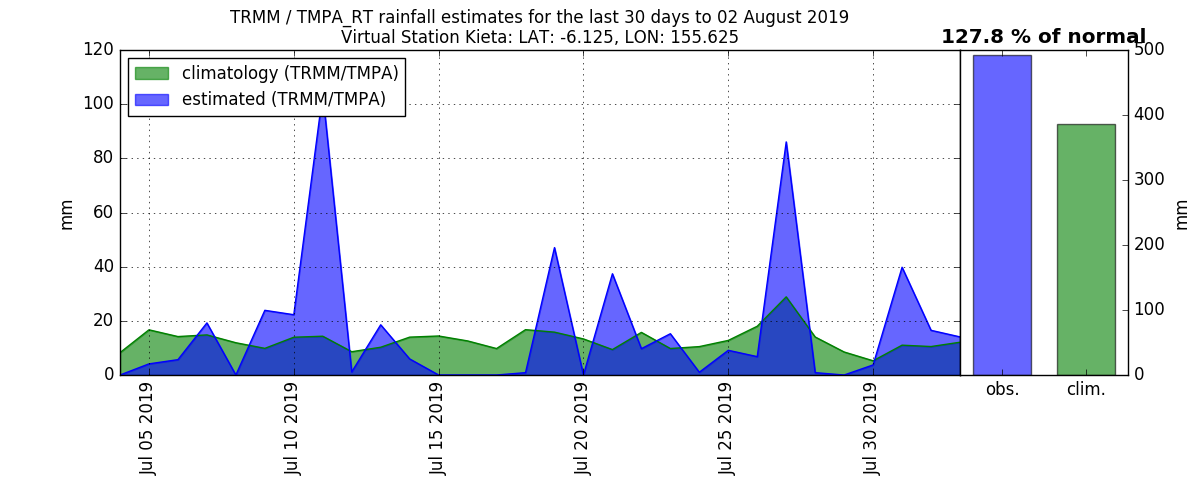 TRMM / TMPA_RT rainfall estimates for the last 30 days to 02 August 2019
Virtual Station Kieta: LAT: -6.125, LON: 155.625
127.8 % of normal
climatology (TRMM/TMPA)
estimated (TRMM/TMPA)
mm
120
100
80
60
40
20
0
Jul 05 2019
Jul 10 2019
Jul 15 2019
Jul 20 2019
Jul 25 2019
Jul 30 2019
obs.
clim.
500
400
300
200
100
0
mm